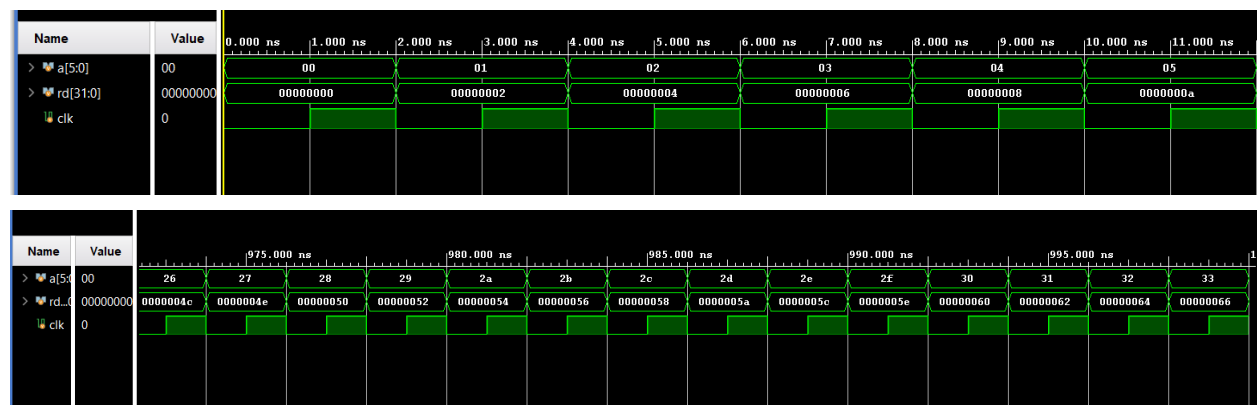 Name Value 0.000 ns 1.000 ns 2.000 ns 3.000 ns 4.000 ns 5.000 ns 6.000 ns 7.000 ns 8.000 ns 9.000 ns 10.000 ns 11.000 ns
a[5:0] 00 00 01 02 03 04 05
rd[31:0] 00000000 00000000 00000002 00000004 00000006 00000008 0000000a
clk 0
Name Value 975.000 ns 980.000 ns 985.000 ns 990.000 ns 995.000 ns 1
a[5:0 00 26 27 28 29 2a 2b 2c 2d 2e 2f 30 31 32 33
rd...0 00000000 0000004c 0000004e 00000050 00000052 00000054 00000056 00000058 0000005a 0000005c 0000005e 00000060 00000062 00000064 00000066
clk 0